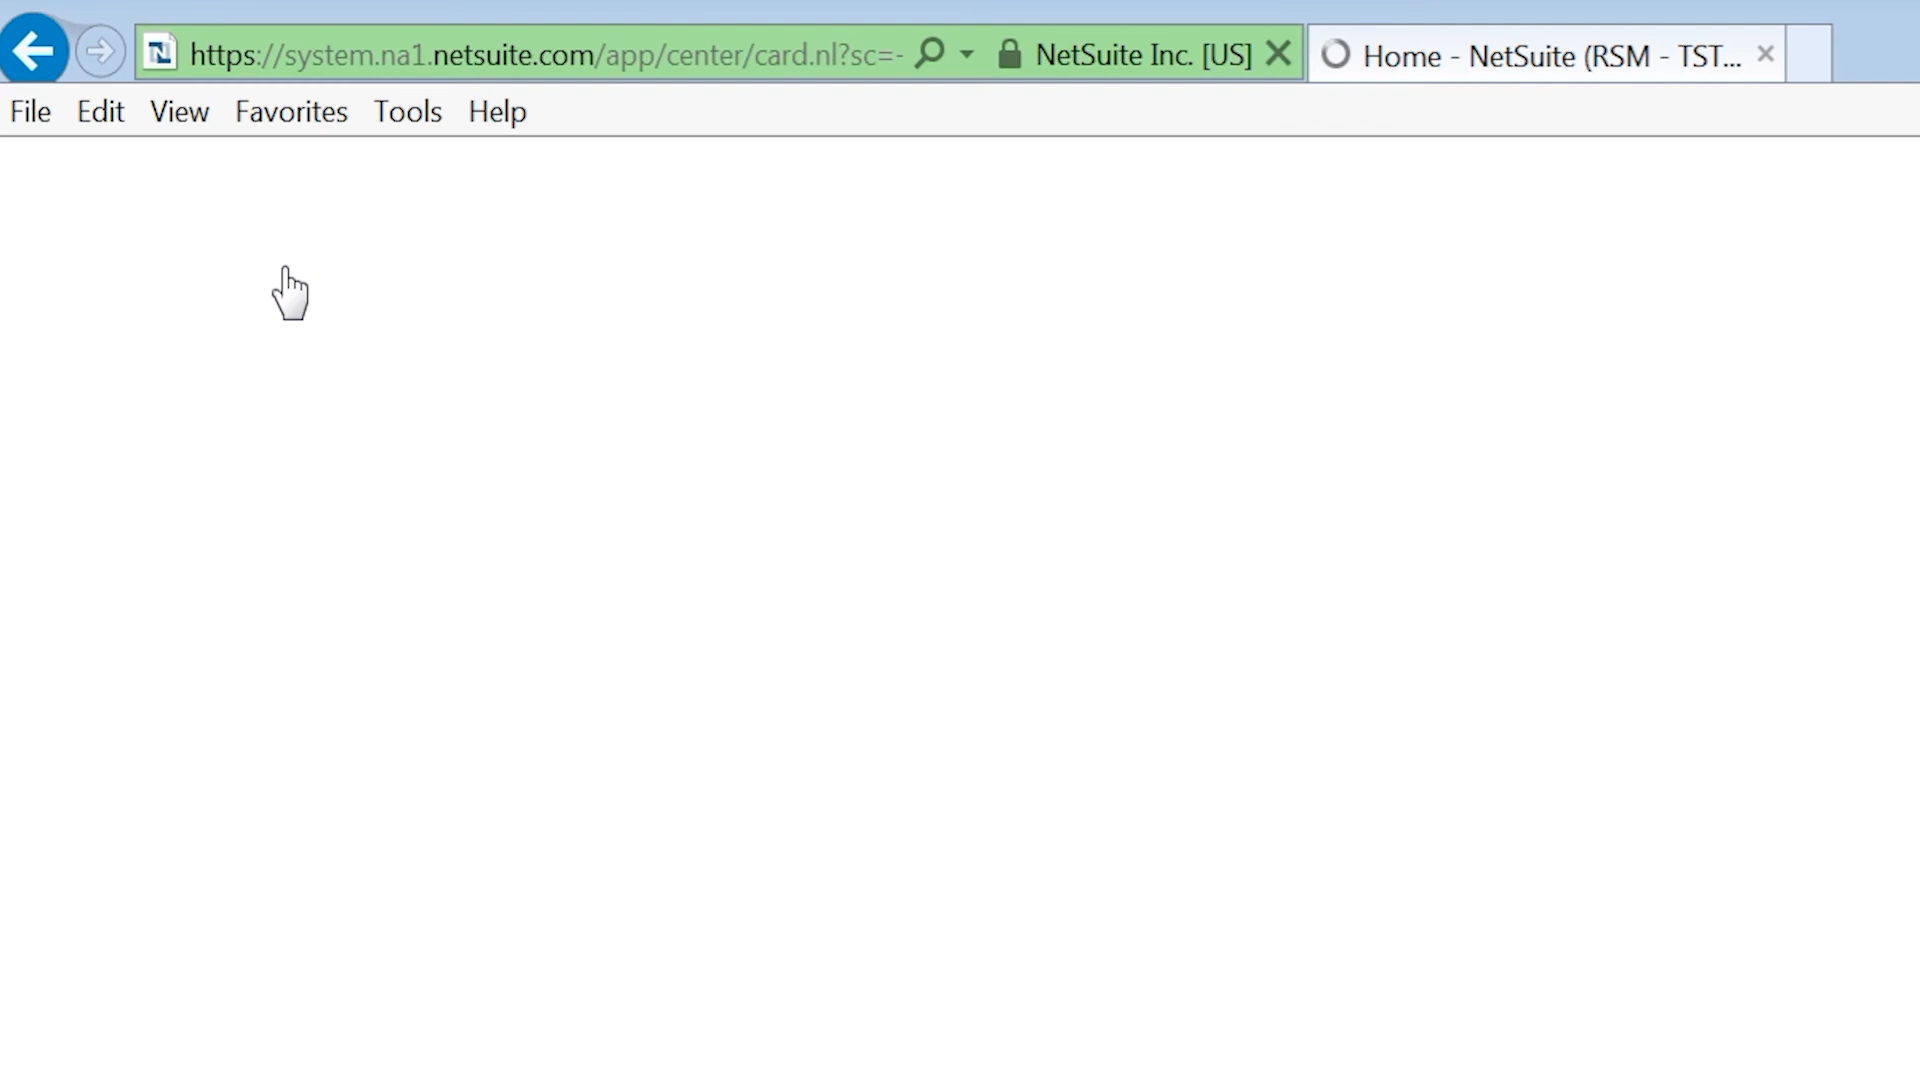 https://system.na1.netsuite.com/app/center/card.nl?sc=- NetSuite Inc. [US] Home - NetSuite (RSM - TST...
File Edit View Favorites Tools Help